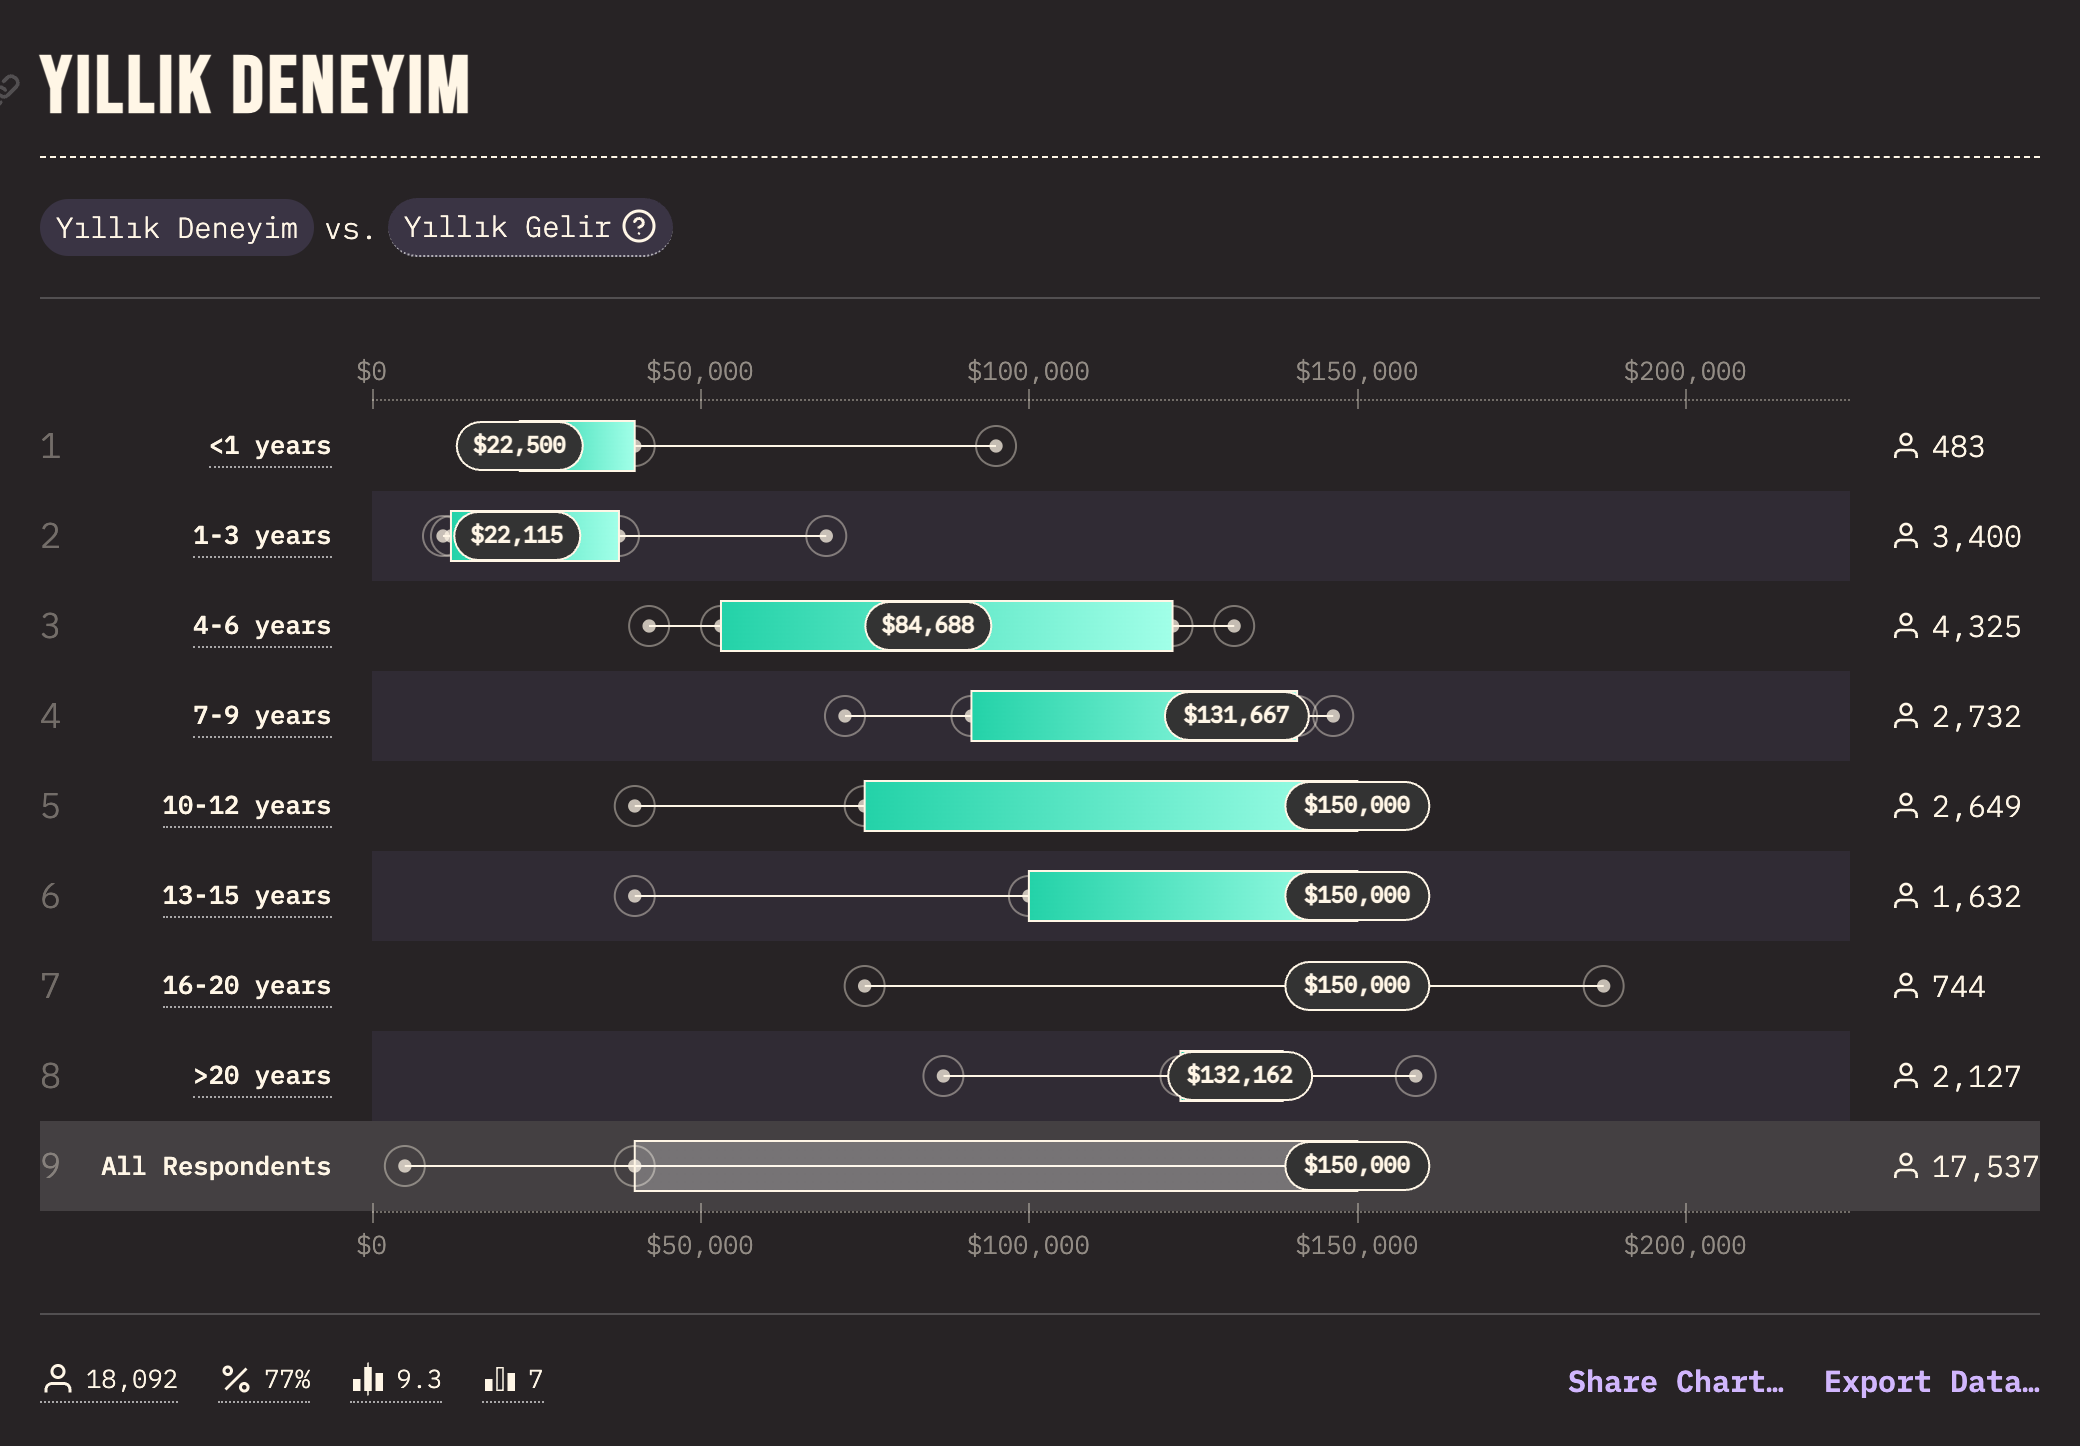 YILLIK DENEYIM
Yıllık Deneyim vs. Yıllık Gelir ?
$0 $50,000 $100,000 $150,000 $200,000
1 <1 years $22,500 483
2 1-3 years $22,115 3,400
3 4-6 years $84,688 4,325
4 7-9 years $131,667 2,732
5 10-12 years $150,000 2,649
6 13-15 years $150,000 1,632
7 16-20 years $150,000 744
8 >20 years $132,162 2,127
9 All Respondents $150,000 17,537
$0 $50,000 $100,000 $150,000 $200,000
18,092 % 77% 9.3 7 Share Chart… Export Data…